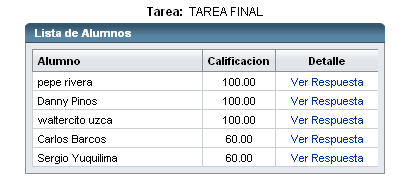 Tarea: TAREA FINAL
Lista de Alumnos
Alumno Calificacion Detalle
pepe rivera 100.00 Ver Respuesta
Danny Pinos 100.00 Ver Respuesta
waltercito uzca 100.00 Ver Respuesta
Carlos Barcos 60.00 Ver Respuesta
Sergio Yuquilima 60.00 Ver Respuesta